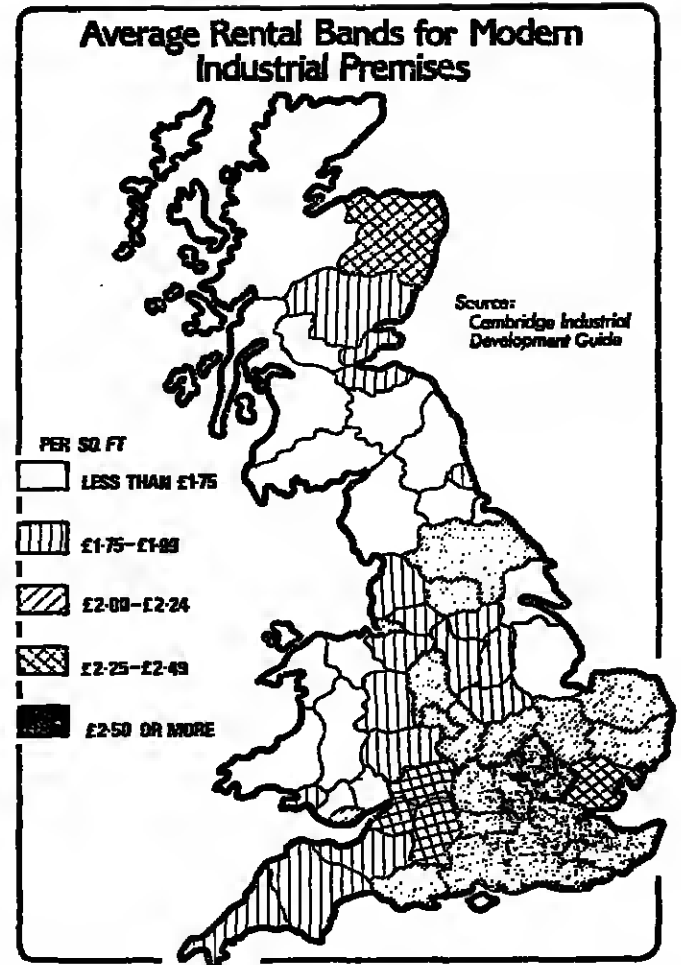 Average Rental Bands for Modern
Industrial Premises
Source:
Cambridge Industrial
Development Guide
PER SQ FT
LESS THAN £1·75
£1·75–£1·99
£2·00–£2·24
£2·25–£2·49
£2·50 OR MORE